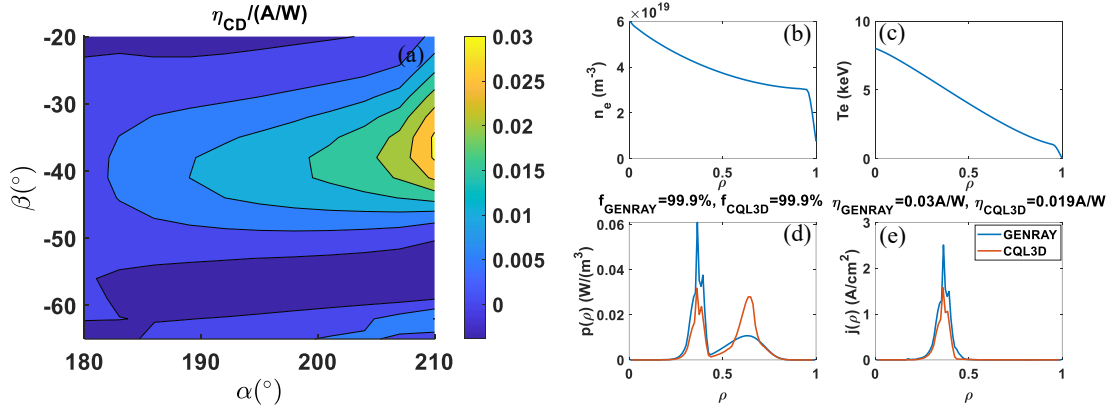 η_CD/(A/W)
(a)
-20
-30
-40
-50
-60
β(°)
180
190
200
210
α(°)
0.03
0.025
0.02
0.015
0.01
0.005
0
×10^19
(b)
6
4
2
0
n_e (m^-3)
0
0.5
1
ρ
(c)
10
5
0
Te (keV)
0
0.5
1
ρ
f_GENRAY=99.9%, f_CQL3D=99.9%
(d)
0.06
0.04
0.02
0
p(ρ) (W/(m^3)
0
0.5
1
ρ
η_GENRAY=0.03A/W, η_CQL3D=0.019A/W
(e)
GENRAY
CQL3D
3
2
1
0
j(ρ) (A/cm^2)
0
0.5
1
ρ